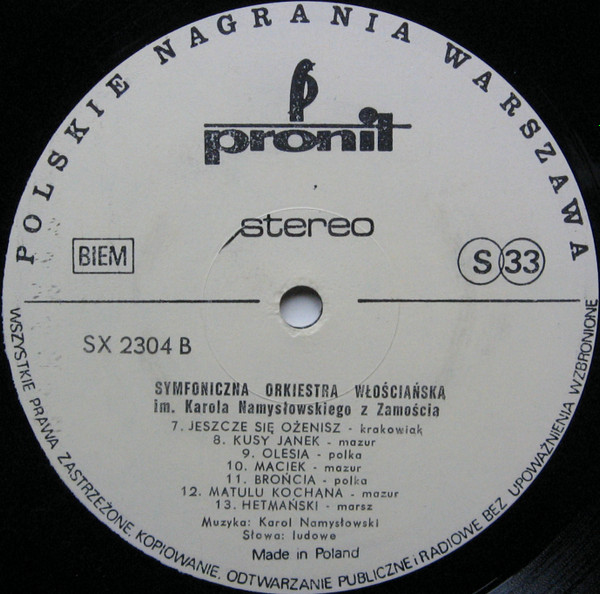 POLSKIE NAGRANIA WARSZAWA
pronit
stereo
BIEM
S 33
SX 2304 B
SYMFONICZNA ORKIESTRA WŁOŚCIAŃSKA
im. Karola Namysłowskiego z Zamościa
7. JESZCZE SIĘ OŻENISZ - krakowiak
8. KUSY JANEK - mazur
9. OLESIA - polka
10. MACIEK - mazur
11. BROŃCIA - polka
12. MATULU KOCHANA - mazur
13. HETMAŃSKI - marsz
Muzyka: Karol Namysłowski
Słowa: ludowe
Made in Poland
WSZYSTKIE PRAWA ZASTRZEŻONE. KOPIOWANIE, ODTWARZANIE PUBLICZNE i RADIOWE BEZ UPOWAŻNIENIA WZBRONIONE